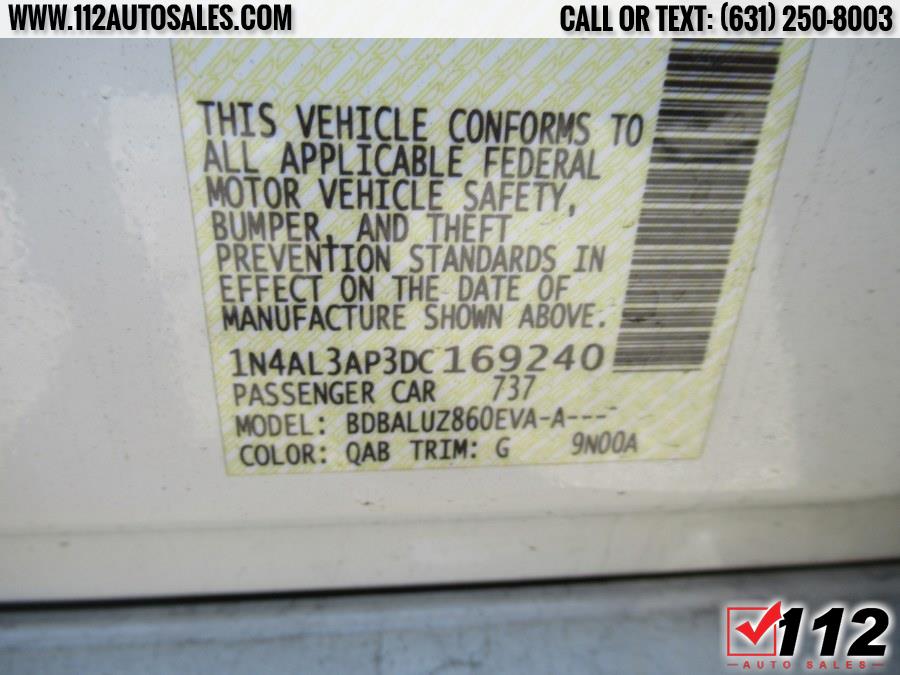 WWW.112AUTOSALES.COM
CALL OR TEXT: (631) 250-8003
THIS VEHICLE CONFORMS TO
ALL APPLICABLE FEDERAL
MOTOR VEHICLE SAFETY,
BUMPER, AND THEFT
PREVENTION STANDARDS IN
EFFECT ON THE DATE OF
MANUFACTURE SHOWN ABOVE.
1N4AL3AP3DC169240
PASSENGER CAR 737
MODEL: BDBALUZ860EVA-A----
COLOR: QAB TRIM: G 9N00A
112
AUTO SALES